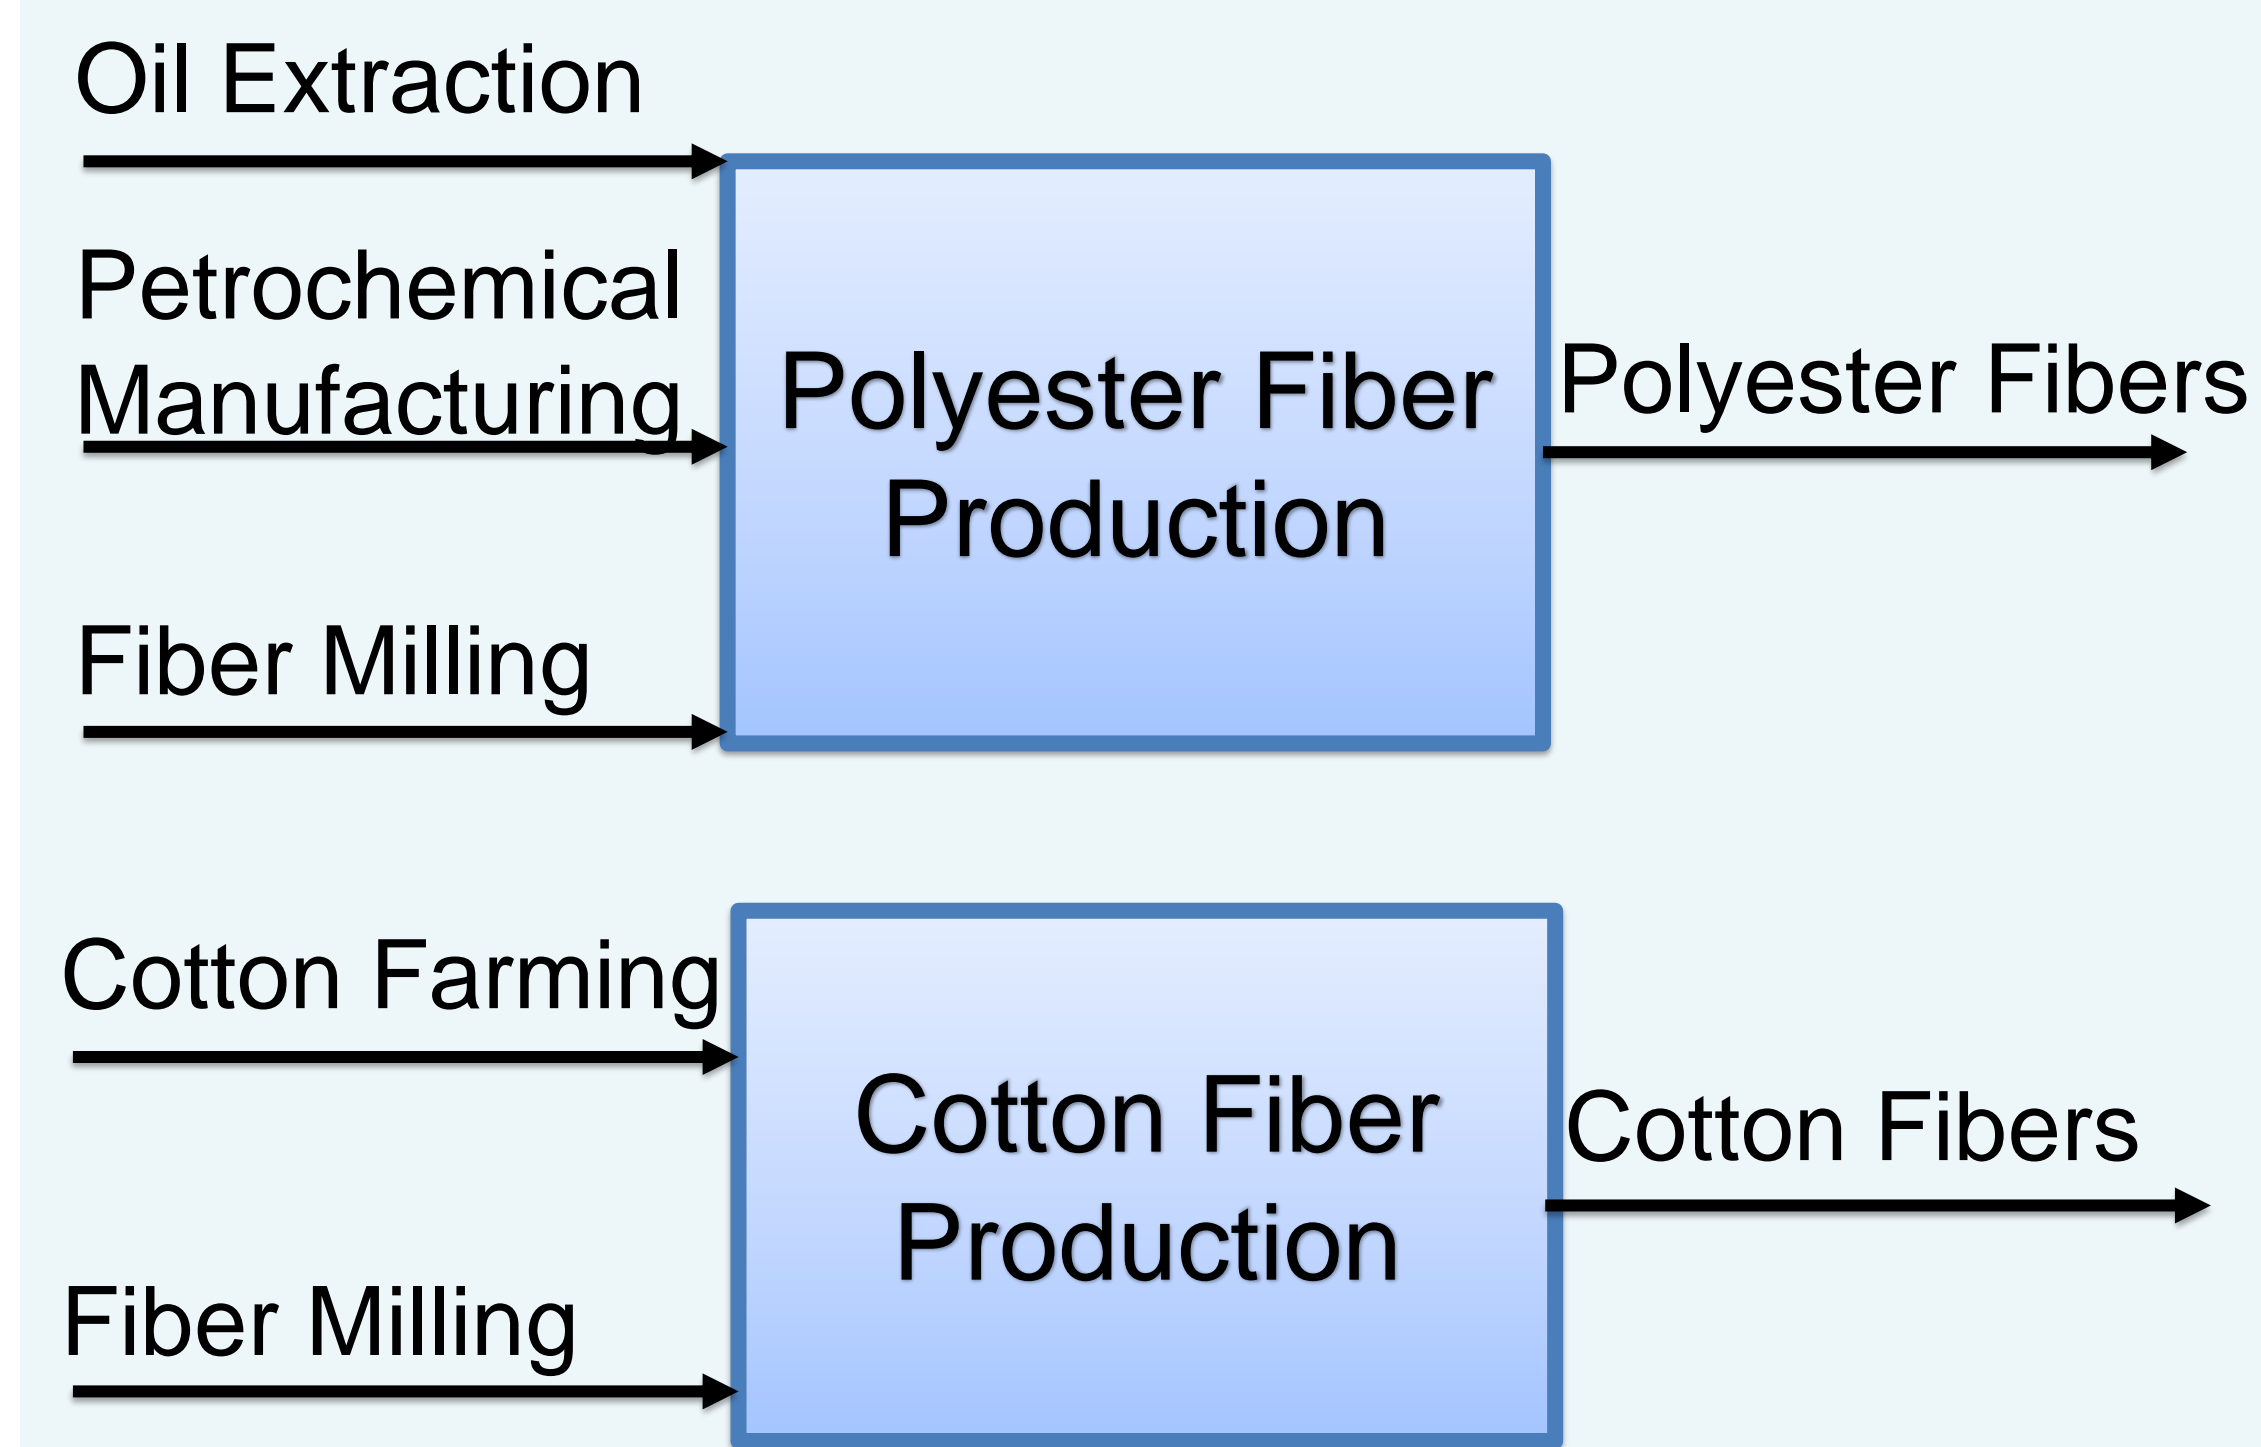 Oil Extraction
Petrochemical
Manufacturing
Fiber Milling
Polyester Fiber
Production
Polyester Fibers
Cotton Farming
Fiber Milling
Cotton Fiber
Production
Cotton Fibers